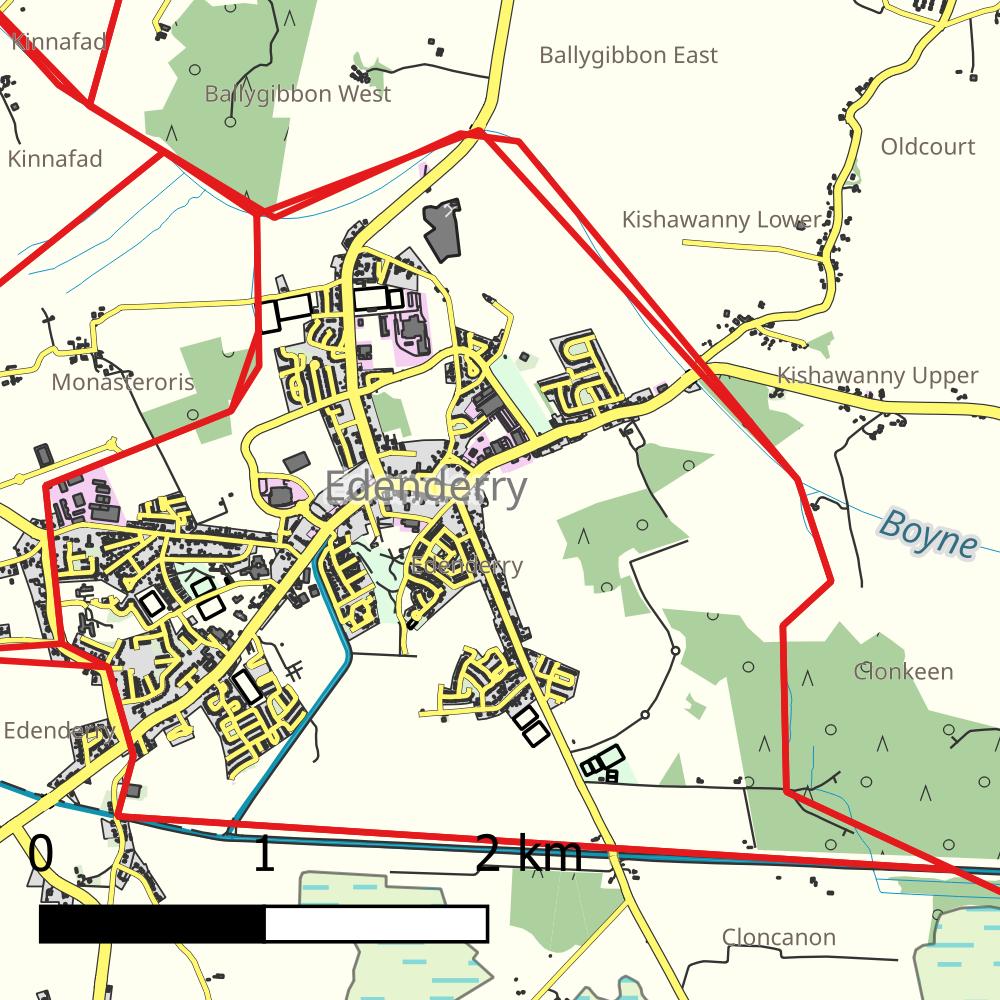 Kinnafad
Ballygibbon East
Ballygibbon West
Oldcourt
Kinnafad
Kishawanny Lower
Monasteroris
Kishawanny Upper
Edenderry
Boyne
Edenderry
Clonkeen
Edenderry
0 1 2 km
Cloncanon